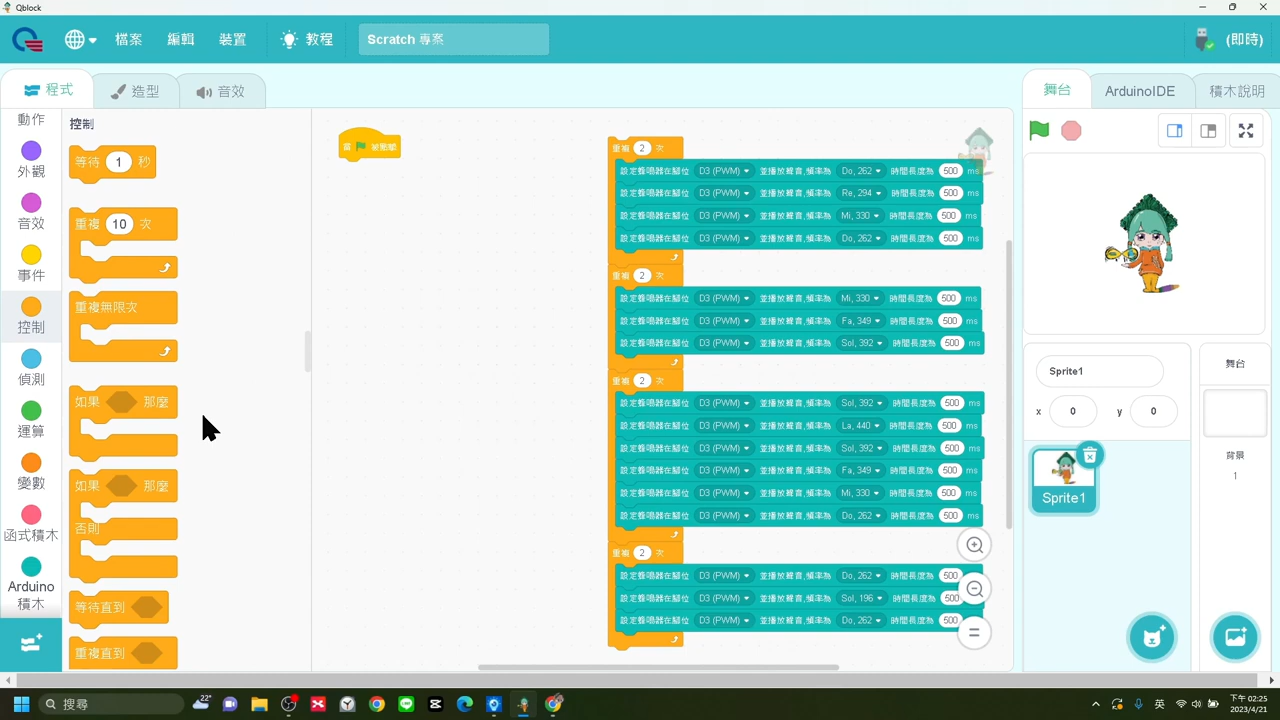 Qblock
檔案 編輯 裝置 教程 Scratch 專案 (即時)
程式 造型 音效
舞台 ArduinoIDE 積木說明
動作
外觀
音效
事件
控制
偵測
運算
變數
函式積木
Arduino
積木
控制
等待 1 秒
重複 10 次
重複無限次
如果 那麼
如果 那麼
否則
等待直到
重複直到
當 被點擊
重複 2 次
設定蜂鳴器在腳位 D3 (PWM) 並播放聲音,頻率為 Do, 262 時間長度為 500 ms
設定蜂鳴器在腳位 D3 (PWM) 並播放聲音,頻率為 Re, 294 時間長度為 500 ms
設定蜂鳴器在腳位 D3 (PWM) 並播放聲音,頻率為 Mi, 330 時間長度為 500 ms
設定蜂鳴器在腳位 D3 (PWM) 並播放聲音,頻率為 Do, 262 時間長度為 500 ms
重複 2 次
設定蜂鳴器在腳位 D3 (PWM) 並播放聲音,頻率為 Mi, 330 時間長度為 500 ms
設定蜂鳴器在腳位 D3 (PWM) 並播放聲音,頻率為 Fa, 349 時間長度為 500 ms
設定蜂鳴器在腳位 D3 (PWM) 並播放聲音,頻率為 Sol, 392 時間長度為 500 ms
重複 2 次
設定蜂鳴器在腳位 D3 (PWM) 並播放聲音,頻率為 Sol, 392 時間長度為 500 ms
設定蜂鳴器在腳位 D3 (PWM) 並播放聲音,頻率為 La, 440 時間長度為 500 ms
設定蜂鳴器在腳位 D3 (PWM) 並播放聲音,頻率為 Sol, 392 時間長度為 500 ms
設定蜂鳴器在腳位 D3 (PWM) 並播放聲音,頻率為 Fa, 349 時間長度為 500 ms
設定蜂鳴器在腳位 D3 (PWM) 並播放聲音,頻率為 Mi, 330 時間長度為 500 ms
設定蜂鳴器在腳位 D3 (PWM) 並播放聲音,頻率為 Do, 262 時間長度為 500 ms
重複 2 次
設定蜂鳴器在腳位 D3 (PWM) 並播放聲音,頻率為 Do, 262 時間長度為 500
設定蜂鳴器在腳位 D3 (PWM) 並播放聲音,頻率為 Sol, 196 時間長度為 500
設定蜂鳴器在腳位 D3 (PWM) 並播放聲音,頻率為 Do, 262 時間長度為 500
Sprite1
x 0 y 0
Sprite1
舞台
背景
1
搜尋
22°
英
下午 02:25
2023/4/21